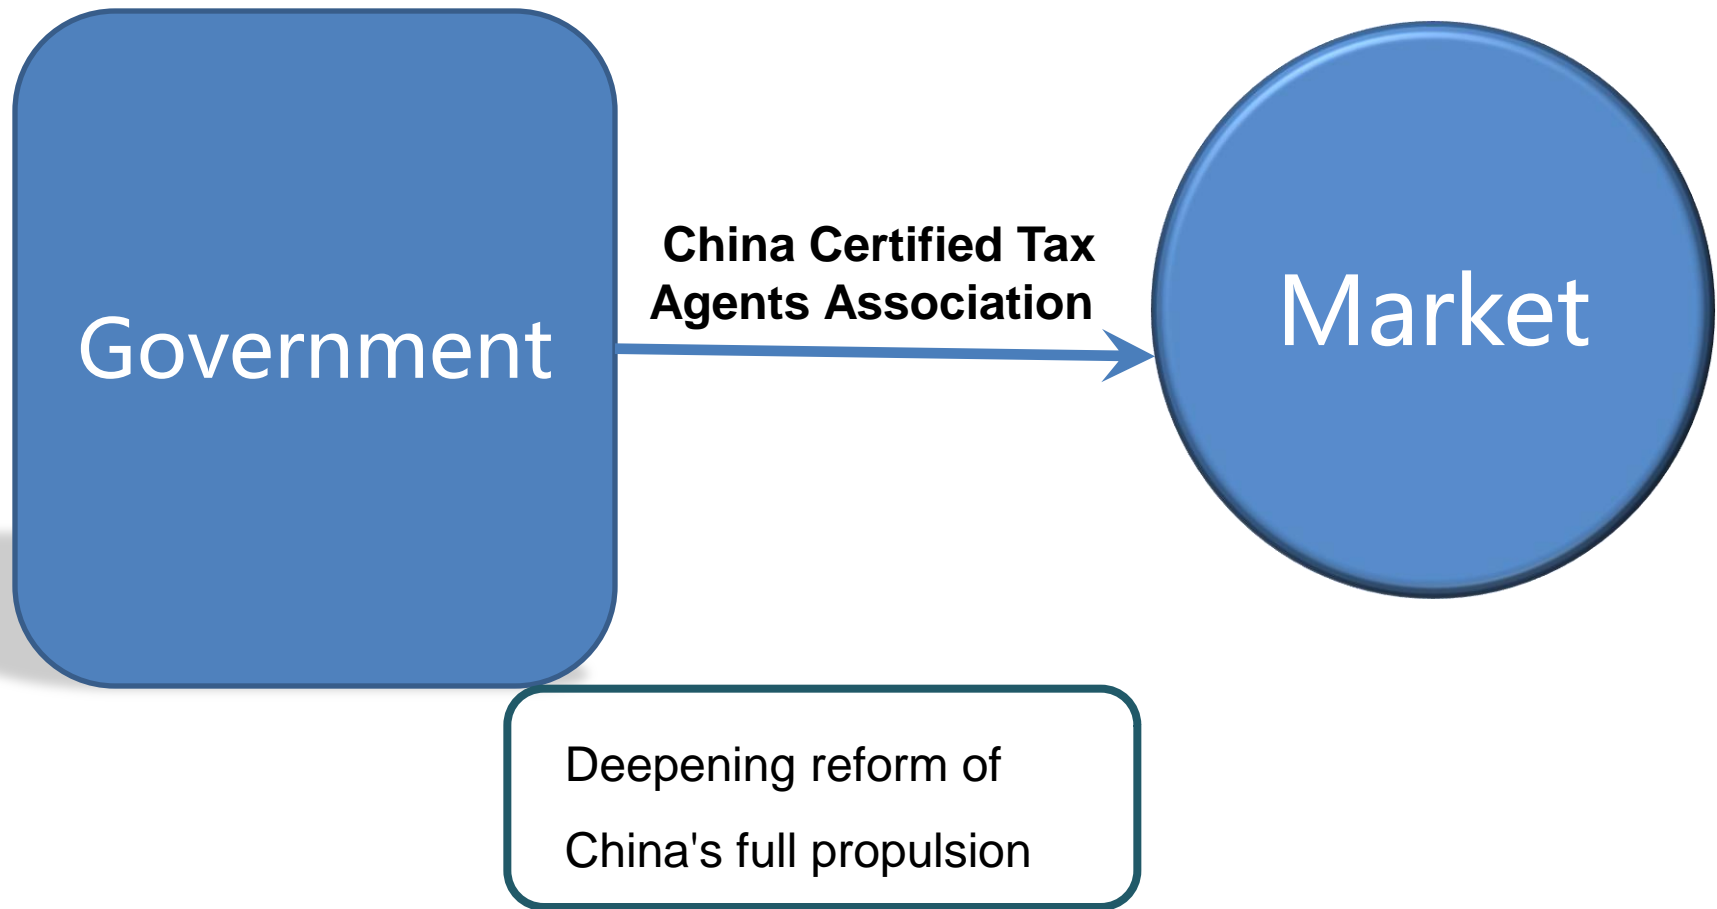 Government
China Certified Tax
Agents Association
Market
Deepening reform of
China's full propulsion